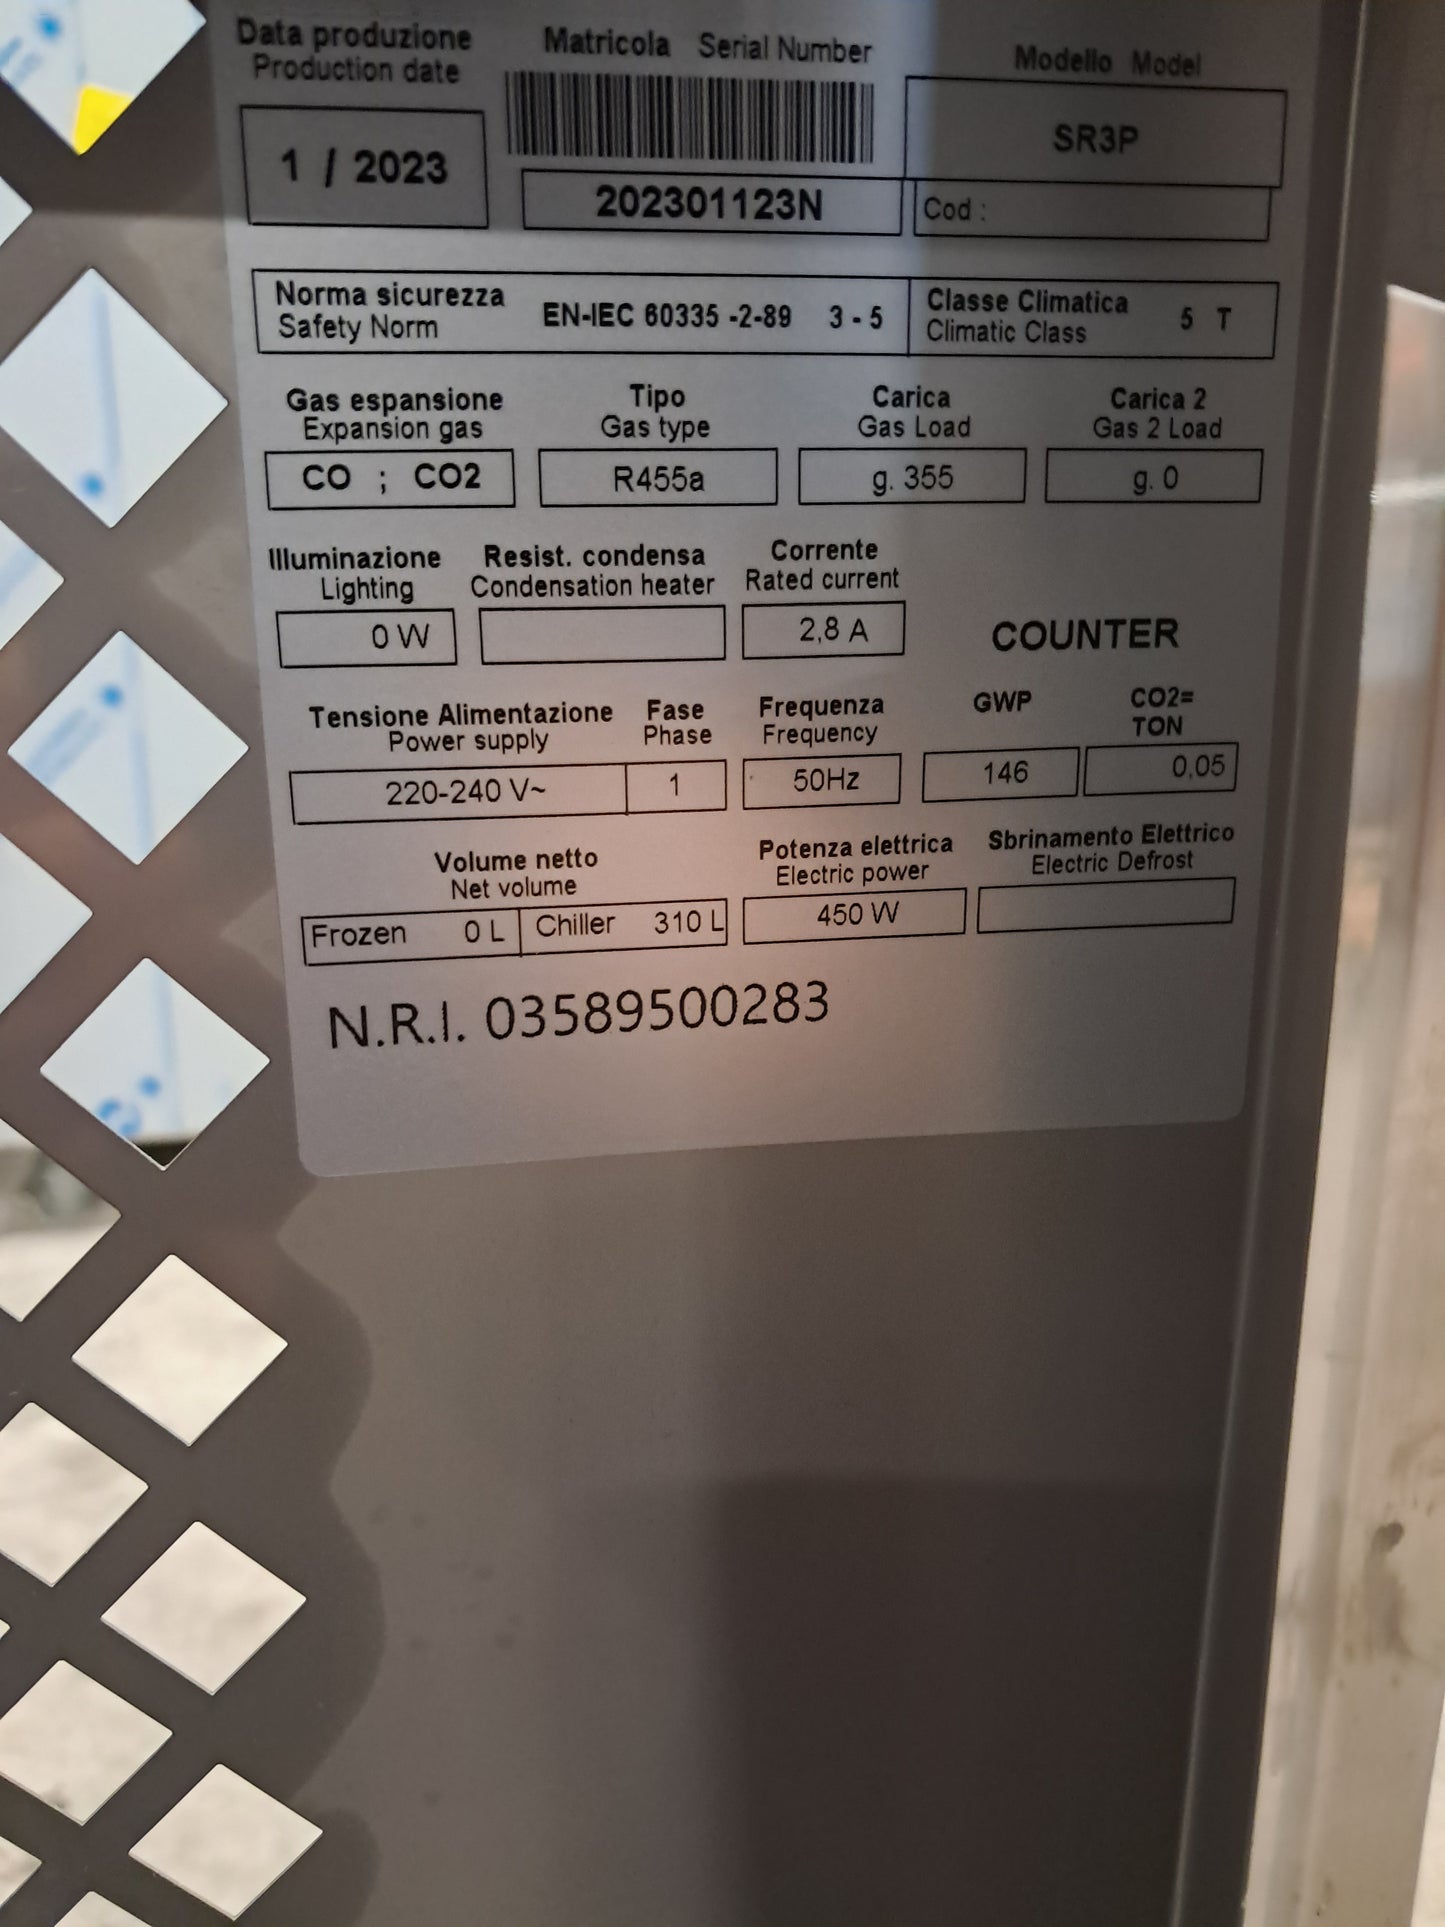 Data produzione Matricola Serial Number Modello Model
Production date
1 / 2023 SR3P
202301123N Cod :
Norma sicurezza EN-IEC 60335 -2-89 3 - 5 Classe Climatica 5 T
Safety Norm Climatic Class
Gas espansione Tipo Carica Carica 2
Expansion gas Gas type Gas Load Gas 2 Load
CO ; CO2 R455a g. 355 g. 0
Illuminazione Resist. condensa Corrente
Lighting Condensation heater Rated current
0 W 2,8 A COUNTER
Tensione Alimentazione Fase Frequenza GWP CO2=
Power supply Phase Frequency TON
220-240 V~ 1 50Hz 146 0,05
Volume netto Potenza elettrica Sbrinamento Elettrico
Net volume Electric power Electric Defrost
Frozen 0 L Chiller 310 L 450 W
N.R.I. 03589500283